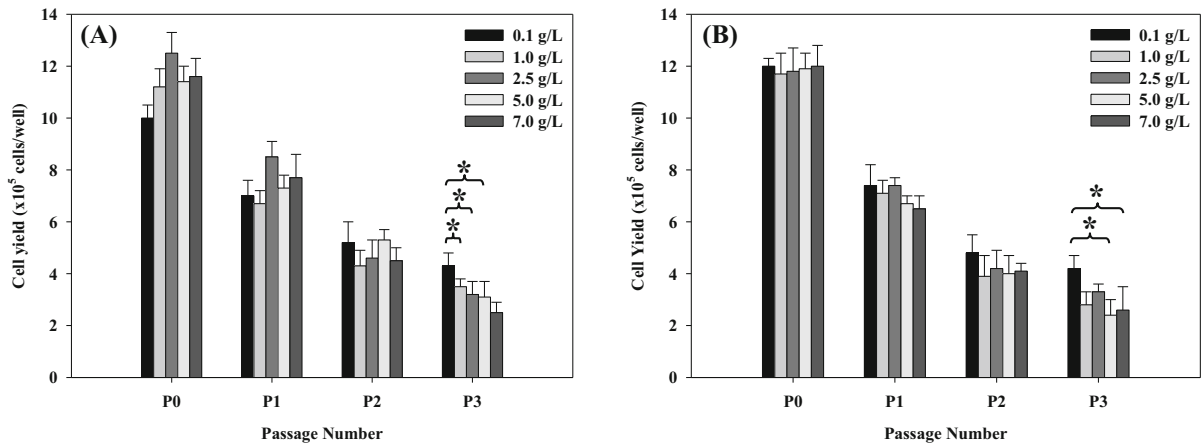 (A)
0.1 g/L
1.0 g/L
2.5 g/L
5.0 g/L
7.0 g/L
Cell yield (x10⁵ cells/well)
14
12
10
8
6
4
2
0
* 
*
*
P0 P1 P2 P3
Passage Number
(B)
0.1 g/L
1.0 g/L
2.5 g/L
5.0 g/L
7.0 g/L
Cell Yield (x10⁵ cells/well)
14
12
10
8
6
4
2
0
*
*
P0 P1 P2 P3
Passage Number